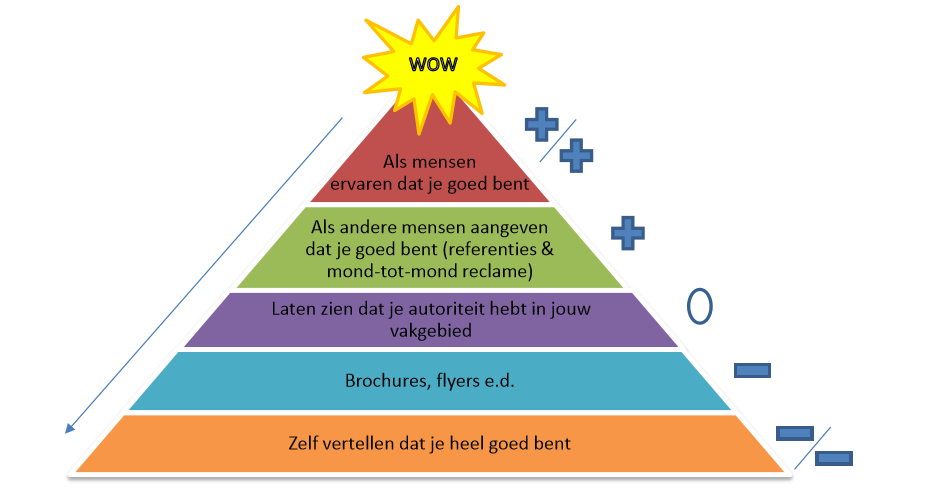 WOW
Als mensen
ervaren dat je goed bent
Als andere mensen aangeven
dat je goed bent (referenties &
mond-tot-mond reclame)
Laten zien dat je autoriteit hebt in jouw
vakgebied
Brochures, flyers e.d.
Zelf vertellen dat je heel goed bent